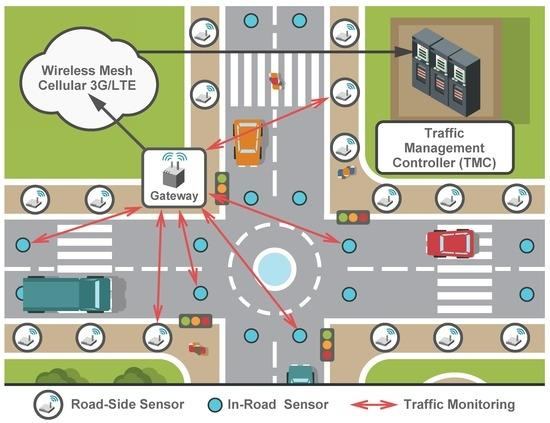 Wireless Mesh
Cellular 3G/LTE
Traffic
Management
Controller (TMC)
Gateway
Road-Side Sensor
In-Road Sensor
Traffic Monitoring